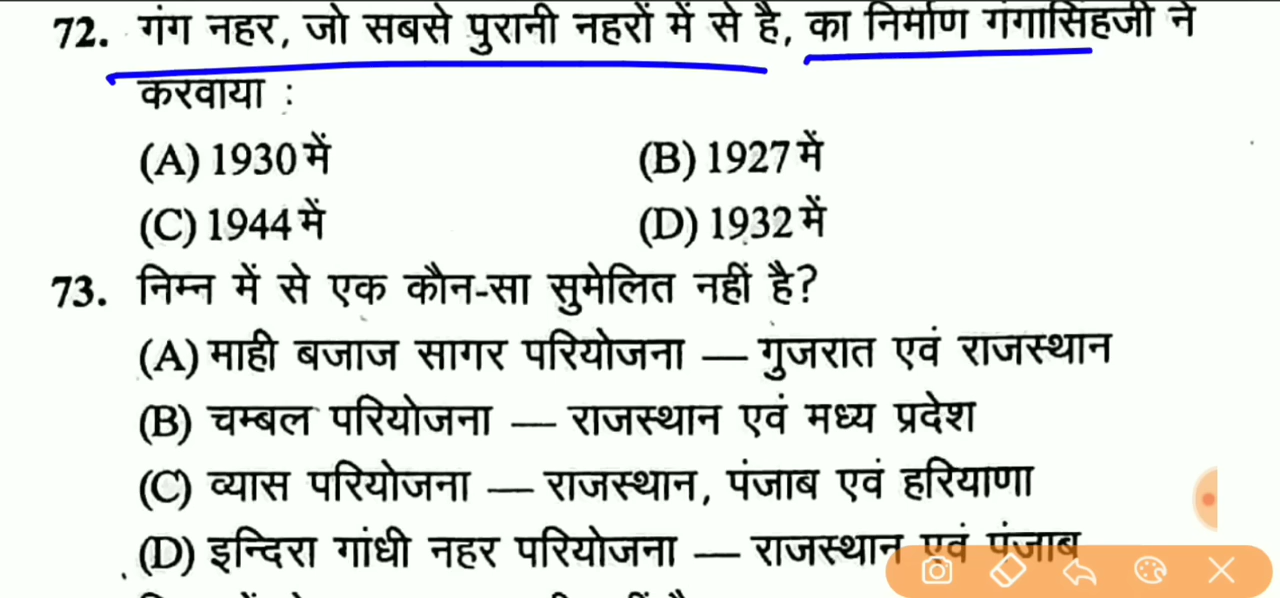 72. गंग नहर, जो सबसे पुरानी नहरों में से है, का निर्माण गंगासिंहजी ने
करवाया :
(A) 1930 में (B) 1927 में
(C) 1944 में (D) 1932 में
73. निम्न में से एक कौन-सा सुमेलित नहीं है?
(A) माही बजाज सागर परियोजना — गुजरात एवं राजस्थान
(B) चम्बल परियोजना — राजस्थान एवं मध्य प्रदेश
(C) व्यास परियोजना — राजस्थान, पंजाब एवं हरियाणा
(D) इन्दिरा गांधी नहर परियोजना — राजस्थान एवं पंजाब